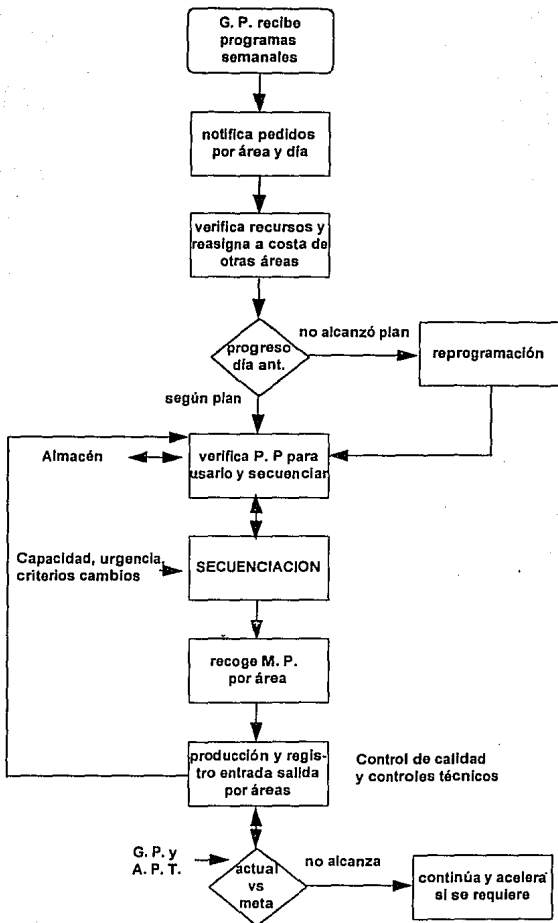 G. P. recibe
programas
semanales
notifica pedidos
por área y día
verifica recursos y
reasigna a costa de
otras áreas
progreso
día ant.
no alcanzó plan
reprogramación
según plan
Almacén
verifica P. P para
usarlo y secuenciar
Capacidad, urgencia,
criterios cambios
SECUENCIACION
recoge M. P.
por área
producción y regis-
tro entrada salida
por áreas
Control de calidad
y controles técnicos
G. P. y
A. P. T.
actual
vs
meta
no alcanza
continúa y acelera
si se requiere